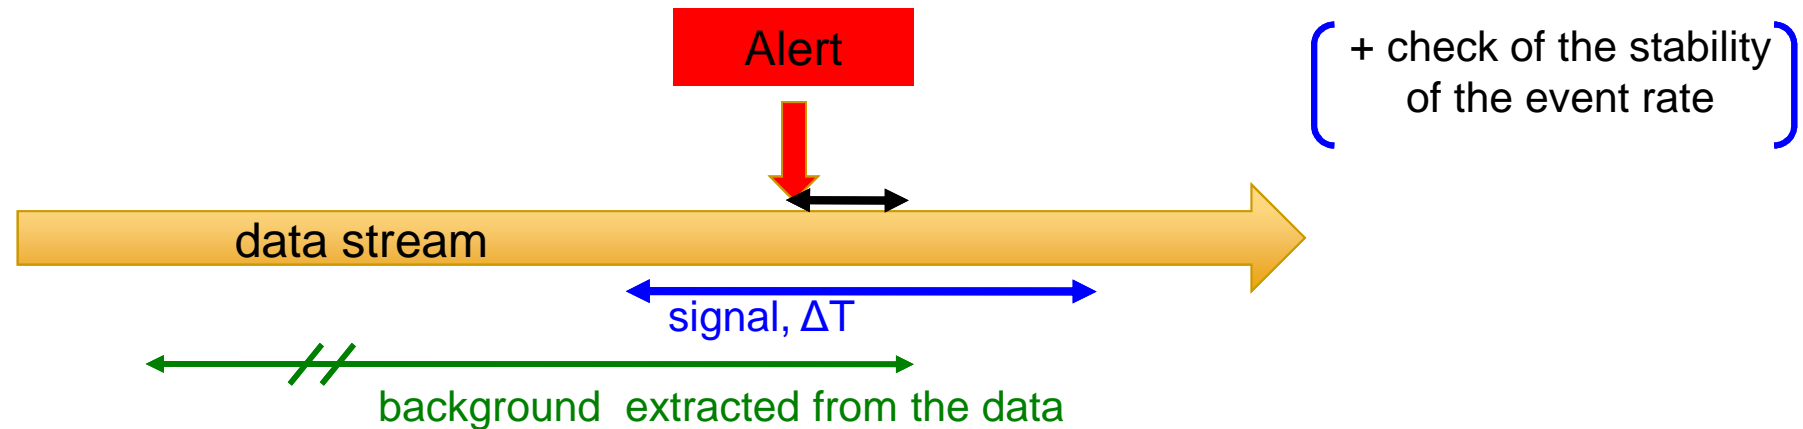 Alert
+ check of the stability
of the event rate
data stream
signal, ΔT
background extracted from the data